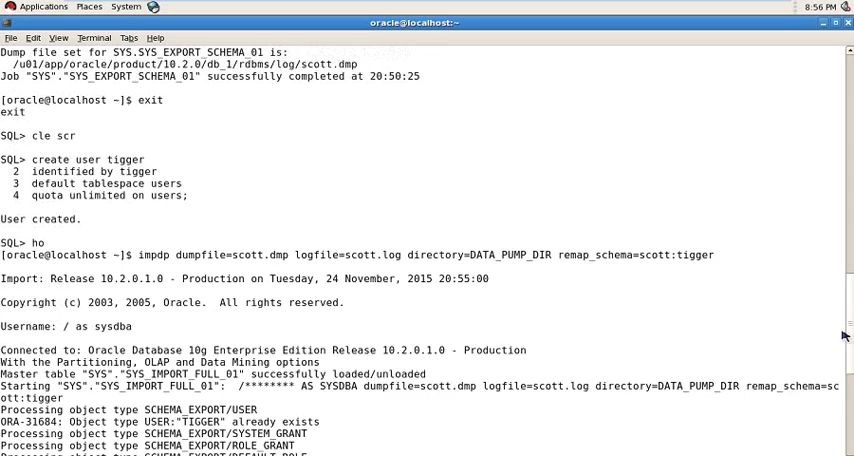 Applications Places System 8:56 PM
oracle@localhost:~
File Edit View Terminal Tabs Help
Dump file set for SYS.SYS_EXPORT_SCHEMA_01 is:
/u01/app/oracle/product/10.2.0/db_1/rdbms/log/scott.dmp
Job "SYS"."SYS_EXPORT_SCHEMA_01" successfully completed at 20:50:25
[oracle@localhost ~]$ exit
exit
SQL> cle scr
SQL> create user tigger
2 identified by tigger
3 default tablespace users
4 quota unlimited on users;
User created.
SQL> ho
[oracle@localhost ~]$ impdp dumpfile=scott.dmp logfile=scott.log directory=DATA_PUMP_DIR remap_schema=scott:tigger
Import: Release 10.2.0.1.0 - Production on Tuesday, 24 November, 2015 20:55:00
Copyright (c) 2003, 2005, Oracle.  All rights reserved.
Username: / as sysdba
Connected to: Oracle Database 10g Enterprise Edition Release 10.2.0.1.0 - Production
With the Partitioning, OLAP and Data Mining options
Master table "SYS"."SYS_IMPORT_FULL_01" successfully loaded/unloaded
Starting "SYS"."SYS_IMPORT_FULL_01":  /******** AS SYSDBA dumpfile=scott.dmp logfile=scott.log directory=DATA_PUMP_DIR remap_schema=sc
ott:tigger
Processing object type SCHEMA_EXPORT/USER
ORA-31684: Object type USER:"TIGGER" already exists
Processing object type SCHEMA_EXPORT/SYSTEM_GRANT
Processing object type SCHEMA_EXPORT/ROLE_GRANT
Processing object type SCHEMA_EXPORT/DEFAULT_ROLE